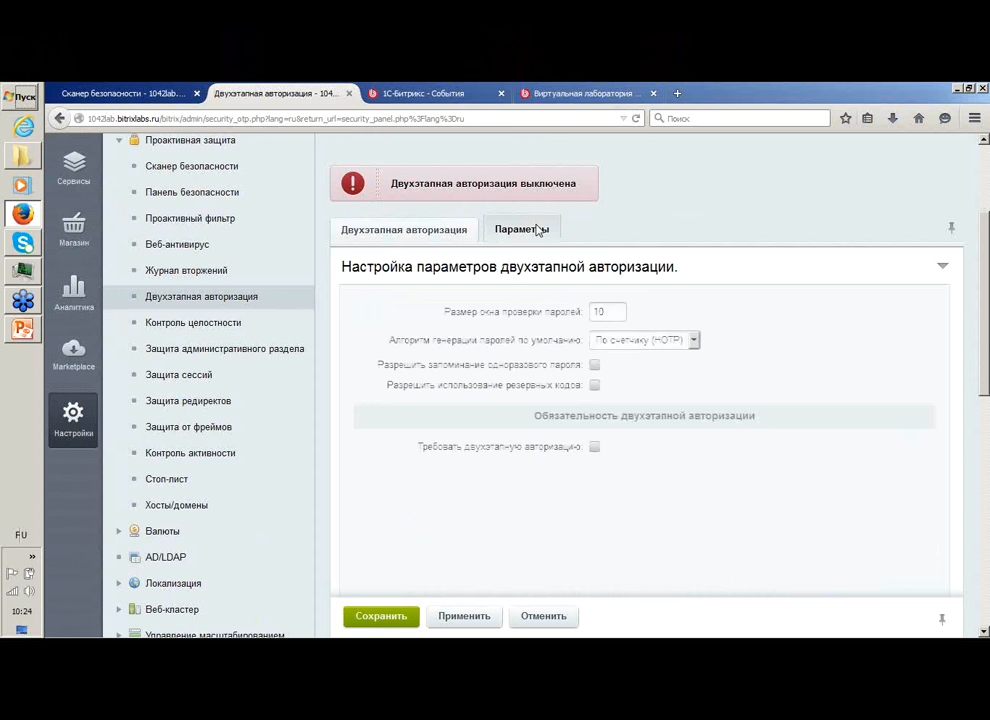 Пуск
Сканер безопасности - 1042lab....
Двухэтапная авторизация - 104...
1С-Битрикс - События
Виртуальная лаборатория
1042lab.bitrixlabs.ru/bitrix/admin/security_otp.php?lang=ru&return_url=security_panel.php%3Flang%3Dru
Поиск
Сервисы
Магазин
Аналитика
Marketplace
Настройки
Проактивная защита
Сканер безопасности
Панель безопасности
Проактивный фильтр
Веб-антивирус
Журнал вторжений
Двухэтапная авторизация
Контроль целостности
Защита административного раздела
Защита сессий
Защита редиректов
Защита от фреймов
Контроль активности
Стоп-лист
Хосты/домены
Валюты
AD/LDAP
Локализация
Веб-кластер
Управление масштабированием
Двухэтапная авторизация выключена
Двухэтапная авторизация
Параметры
Настройка параметров двухэтапной авторизации.
Размер окна проверки паролей: 10
Алгоритм генерации паролей по умолчанию: По счетчику (HOTP)
Разрешить запоминание одноразового пароля:
Разрешить использование резервных кодов:
Обязательность двухэтапной авторизации
Требовать двухэтапную авторизацию:
Сохранить
Применить
Отменить
10:24